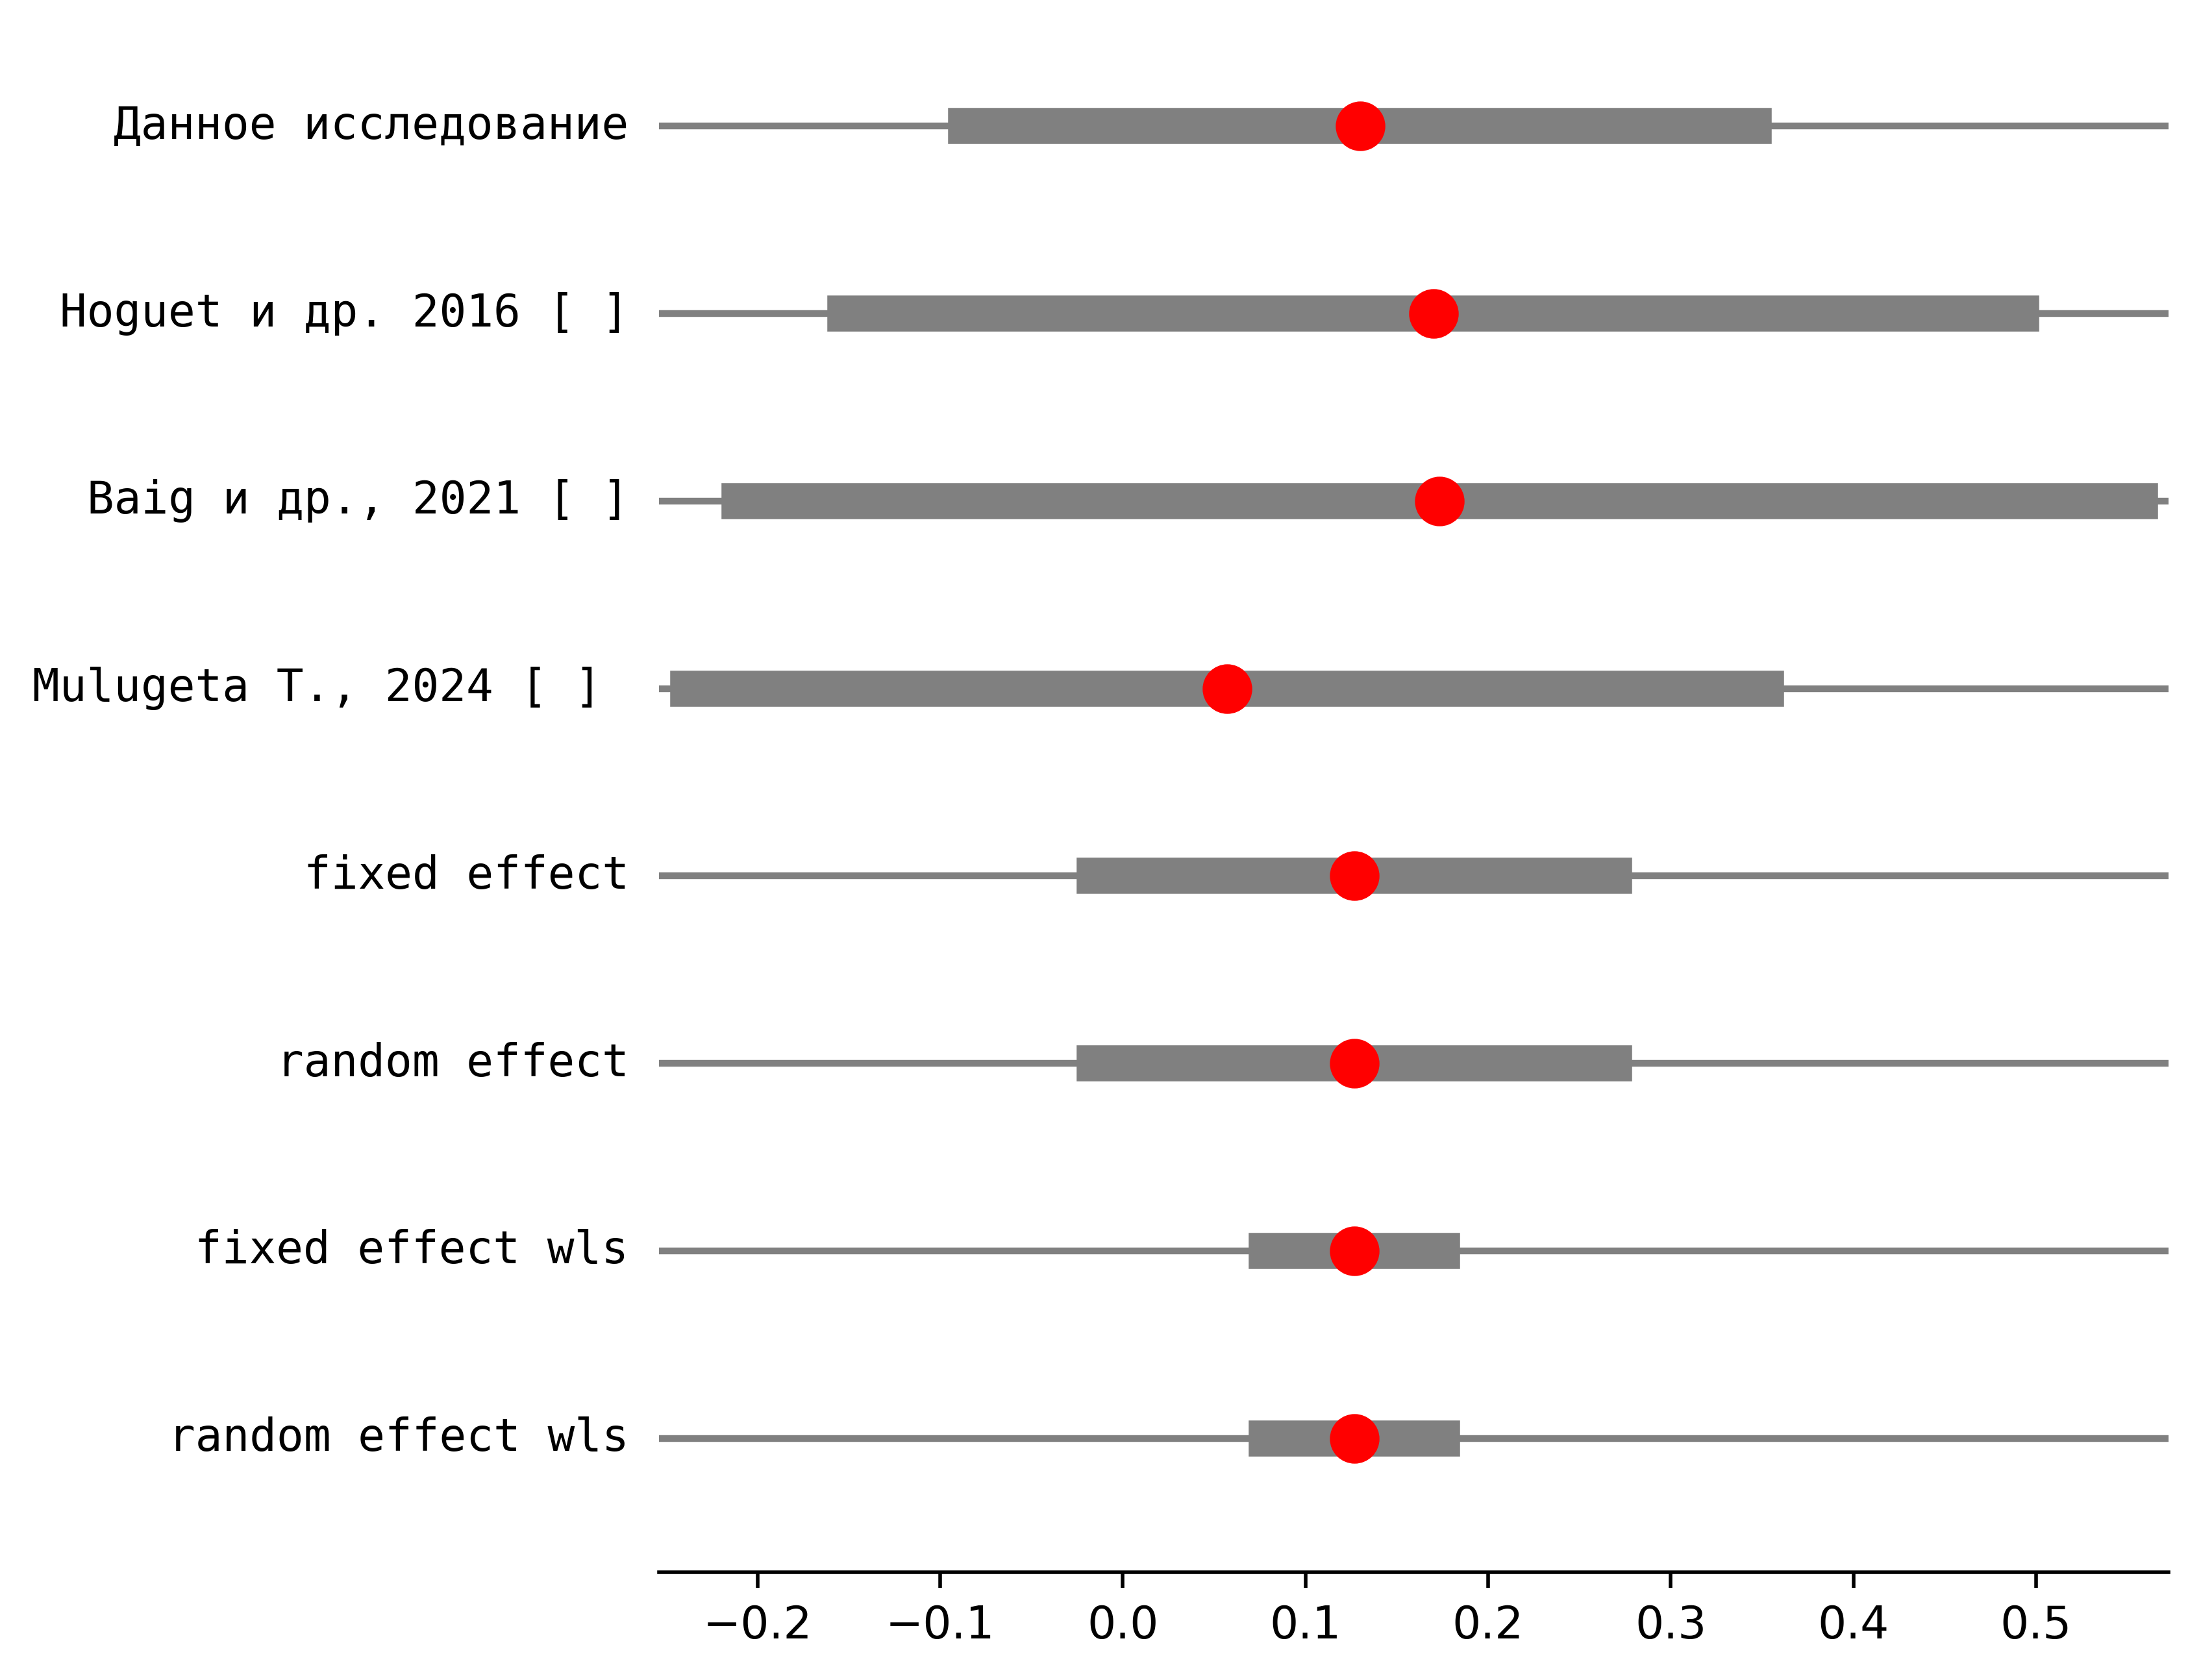 Данное исследование
Hoguet и др. 2016 [ ]
Baig и др., 2021 [ ]
Mulugeta T., 2024 [ ]
fixed effect
random effect
fixed effect wls
random effect wls
−0.2 −0.1 0.0 0.1 0.2 0.3 0.4 0.5